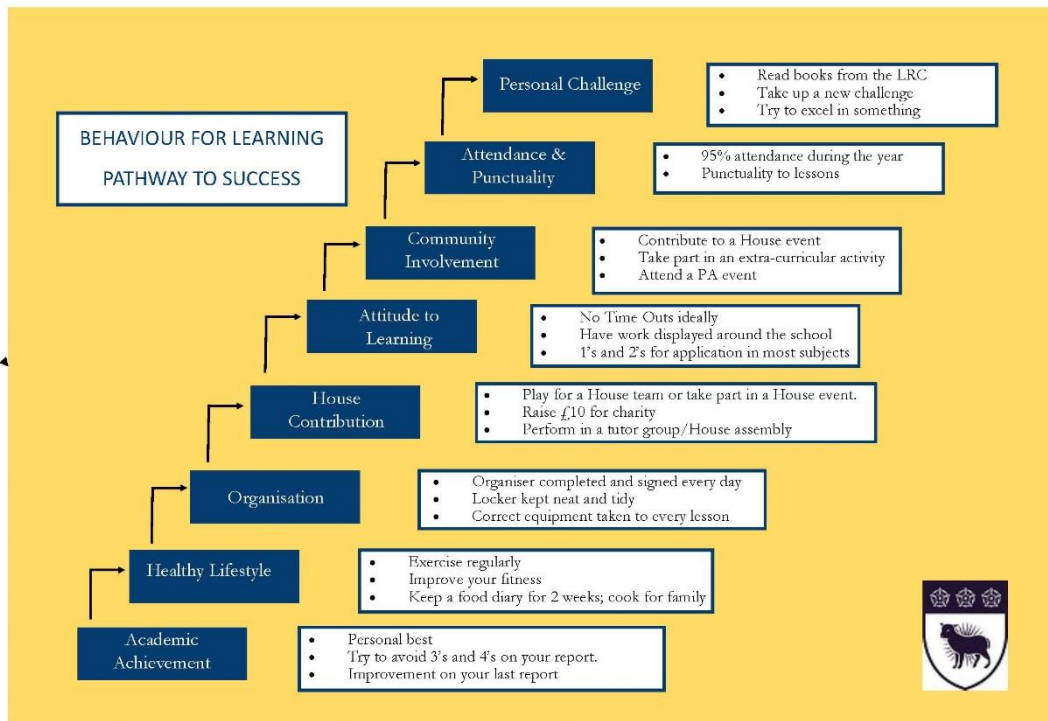 BEHAVIOUR FOR LEARNING
PATHWAY TO SUCCESS
Personal Challenge
• Read books from the LRC
• Take up a new challenge
• Try to excel in something
Attendance &
Punctuality
• 95% attendance during the year
• Punctuality to lessons
Community
Involvement
• Contribute to a House event
• Take part in an extra-curricular activity
• Attend a PA event
Attitude to
Learning
• No Time Outs ideally
• Have work displayed around the school
• 1's and 2's for application in most subjects
House
Contribution
• Play for a House team or take part in a House event.
• Raise £10 for charity
• Perform in a tutor group/House assembly
Organisation
• Organiser completed and signed every day
• Locker kept neat and tidy
• Correct equipment taken to every lesson
Healthy Lifestyle
• Exercise regularly
• Improve your fitness
• Keep a food diary for 2 weeks; cook for family
Academic
Achievement
• Personal best
• Try to avoid 3's and 4's on your report.
• Improvement on your last report